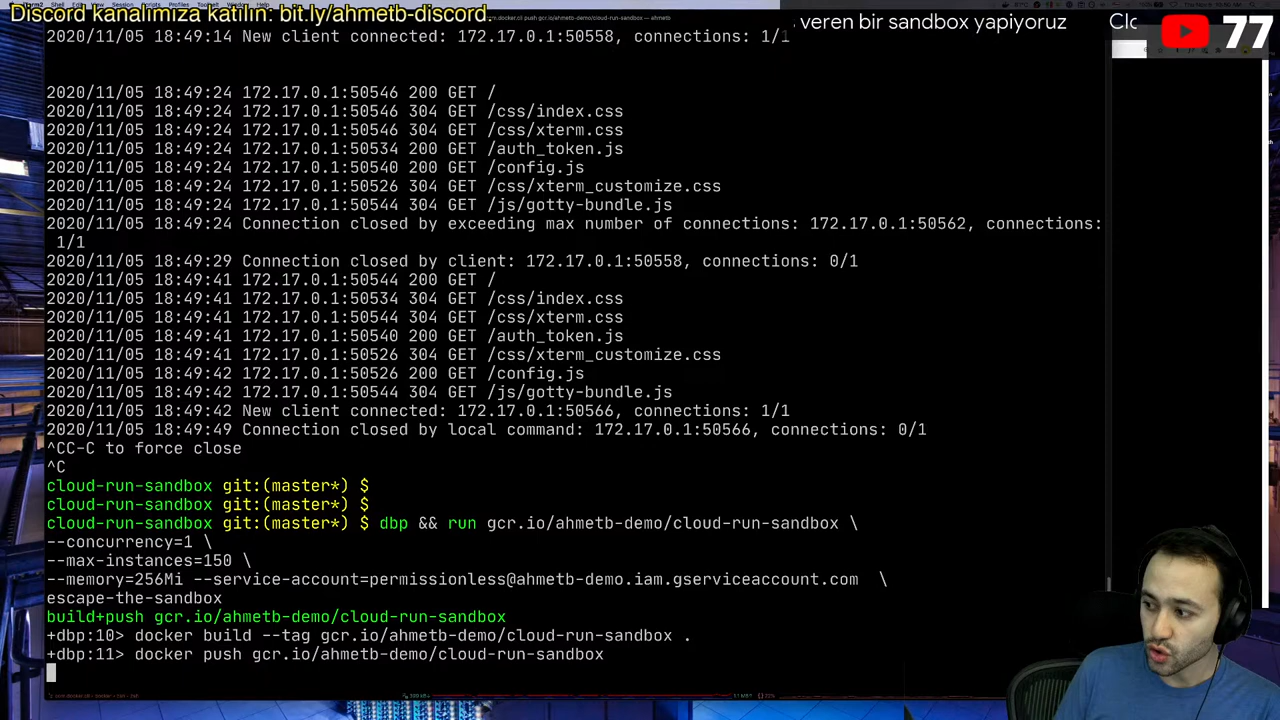 Discord kanalımıza katilin: bit.ly/ahmetb-discord
veren bir sandbox yapiyoruz
77
2020/11/05 18:49:14 New client connected: 172.17.0.1:50558, connections: 1/1
2020/11/05 18:49:24 172.17.0.1:50546 200 GET /
2020/11/05 18:49:24 172.17.0.1:50546 304 GET /css/index.css
2020/11/05 18:49:24 172.17.0.1:50546 304 GET /css/xterm.css
2020/11/05 18:49:24 172.17.0.1:50534 200 GET /auth_token.js
2020/11/05 18:49:24 172.17.0.1:50540 200 GET /config.js
2020/11/05 18:49:24 172.17.0.1:50526 304 GET /css/xterm_customize.css
2020/11/05 18:49:24 172.17.0.1:50544 304 GET /js/gotty-bundle.js
2020/11/05 18:49:24 Connection closed by exceeding max number of connections: 172.17.0.1:50562, connections:
1/1
2020/11/05 18:49:29 Connection closed by client: 172.17.0.1:50558, connections: 0/1
2020/11/05 18:49:41 172.17.0.1:50544 200 GET /
2020/11/05 18:49:41 172.17.0.1:50534 304 GET /css/index.css
2020/11/05 18:49:41 172.17.0.1:50544 304 GET /css/xterm.css
2020/11/05 18:49:41 172.17.0.1:50540 200 GET /auth_token.js
2020/11/05 18:49:41 172.17.0.1:50526 304 GET /css/xterm_customize.css
2020/11/05 18:49:42 172.17.0.1:50526 200 GET /config.js
2020/11/05 18:49:42 172.17.0.1:50544 304 GET /js/gotty-bundle.js
2020/11/05 18:49:42 New client connected: 172.17.0.1:50566, connections: 1/1
2020/11/05 18:49:49 Connection closed by local command: 172.17.0.1:50566, connections: 0/1
^CC-C to force close
^C
cloud-run-sandbox git:(master*) $
cloud-run-sandbox git:(master*) $
cloud-run-sandbox git:(master*) $ dbp && run gcr.io/ahmetb-demo/cloud-run-sandbox \
--concurrency=1 \
--max-instances=150 \
--memory=256Mi --service-account=permissionless@ahmetb-demo.iam.gserviceaccount.com \
escape-the-sandbox
build+push gcr.io/ahmetb-demo/cloud-run-sandbox
+dbp:10> docker build --tag gcr.io/ahmetb-demo/cloud-run-sandbox .
+dbp:11> docker push gcr.io/ahmetb-demo/cloud-run-sandbox